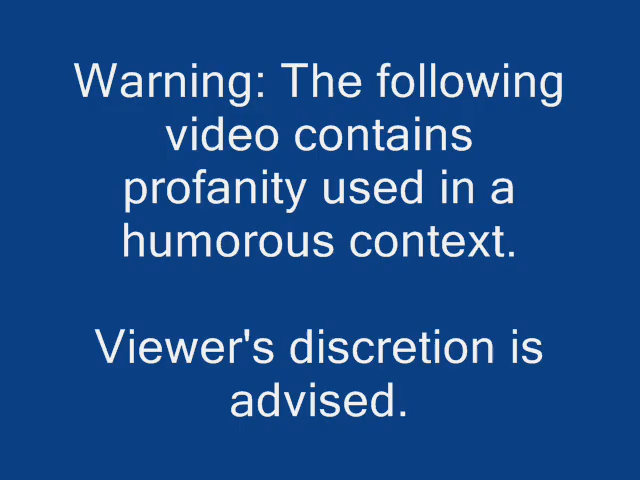 Warning: The following
video contains
profanity used in a
humorous context.
Viewer's discretion is
advised.